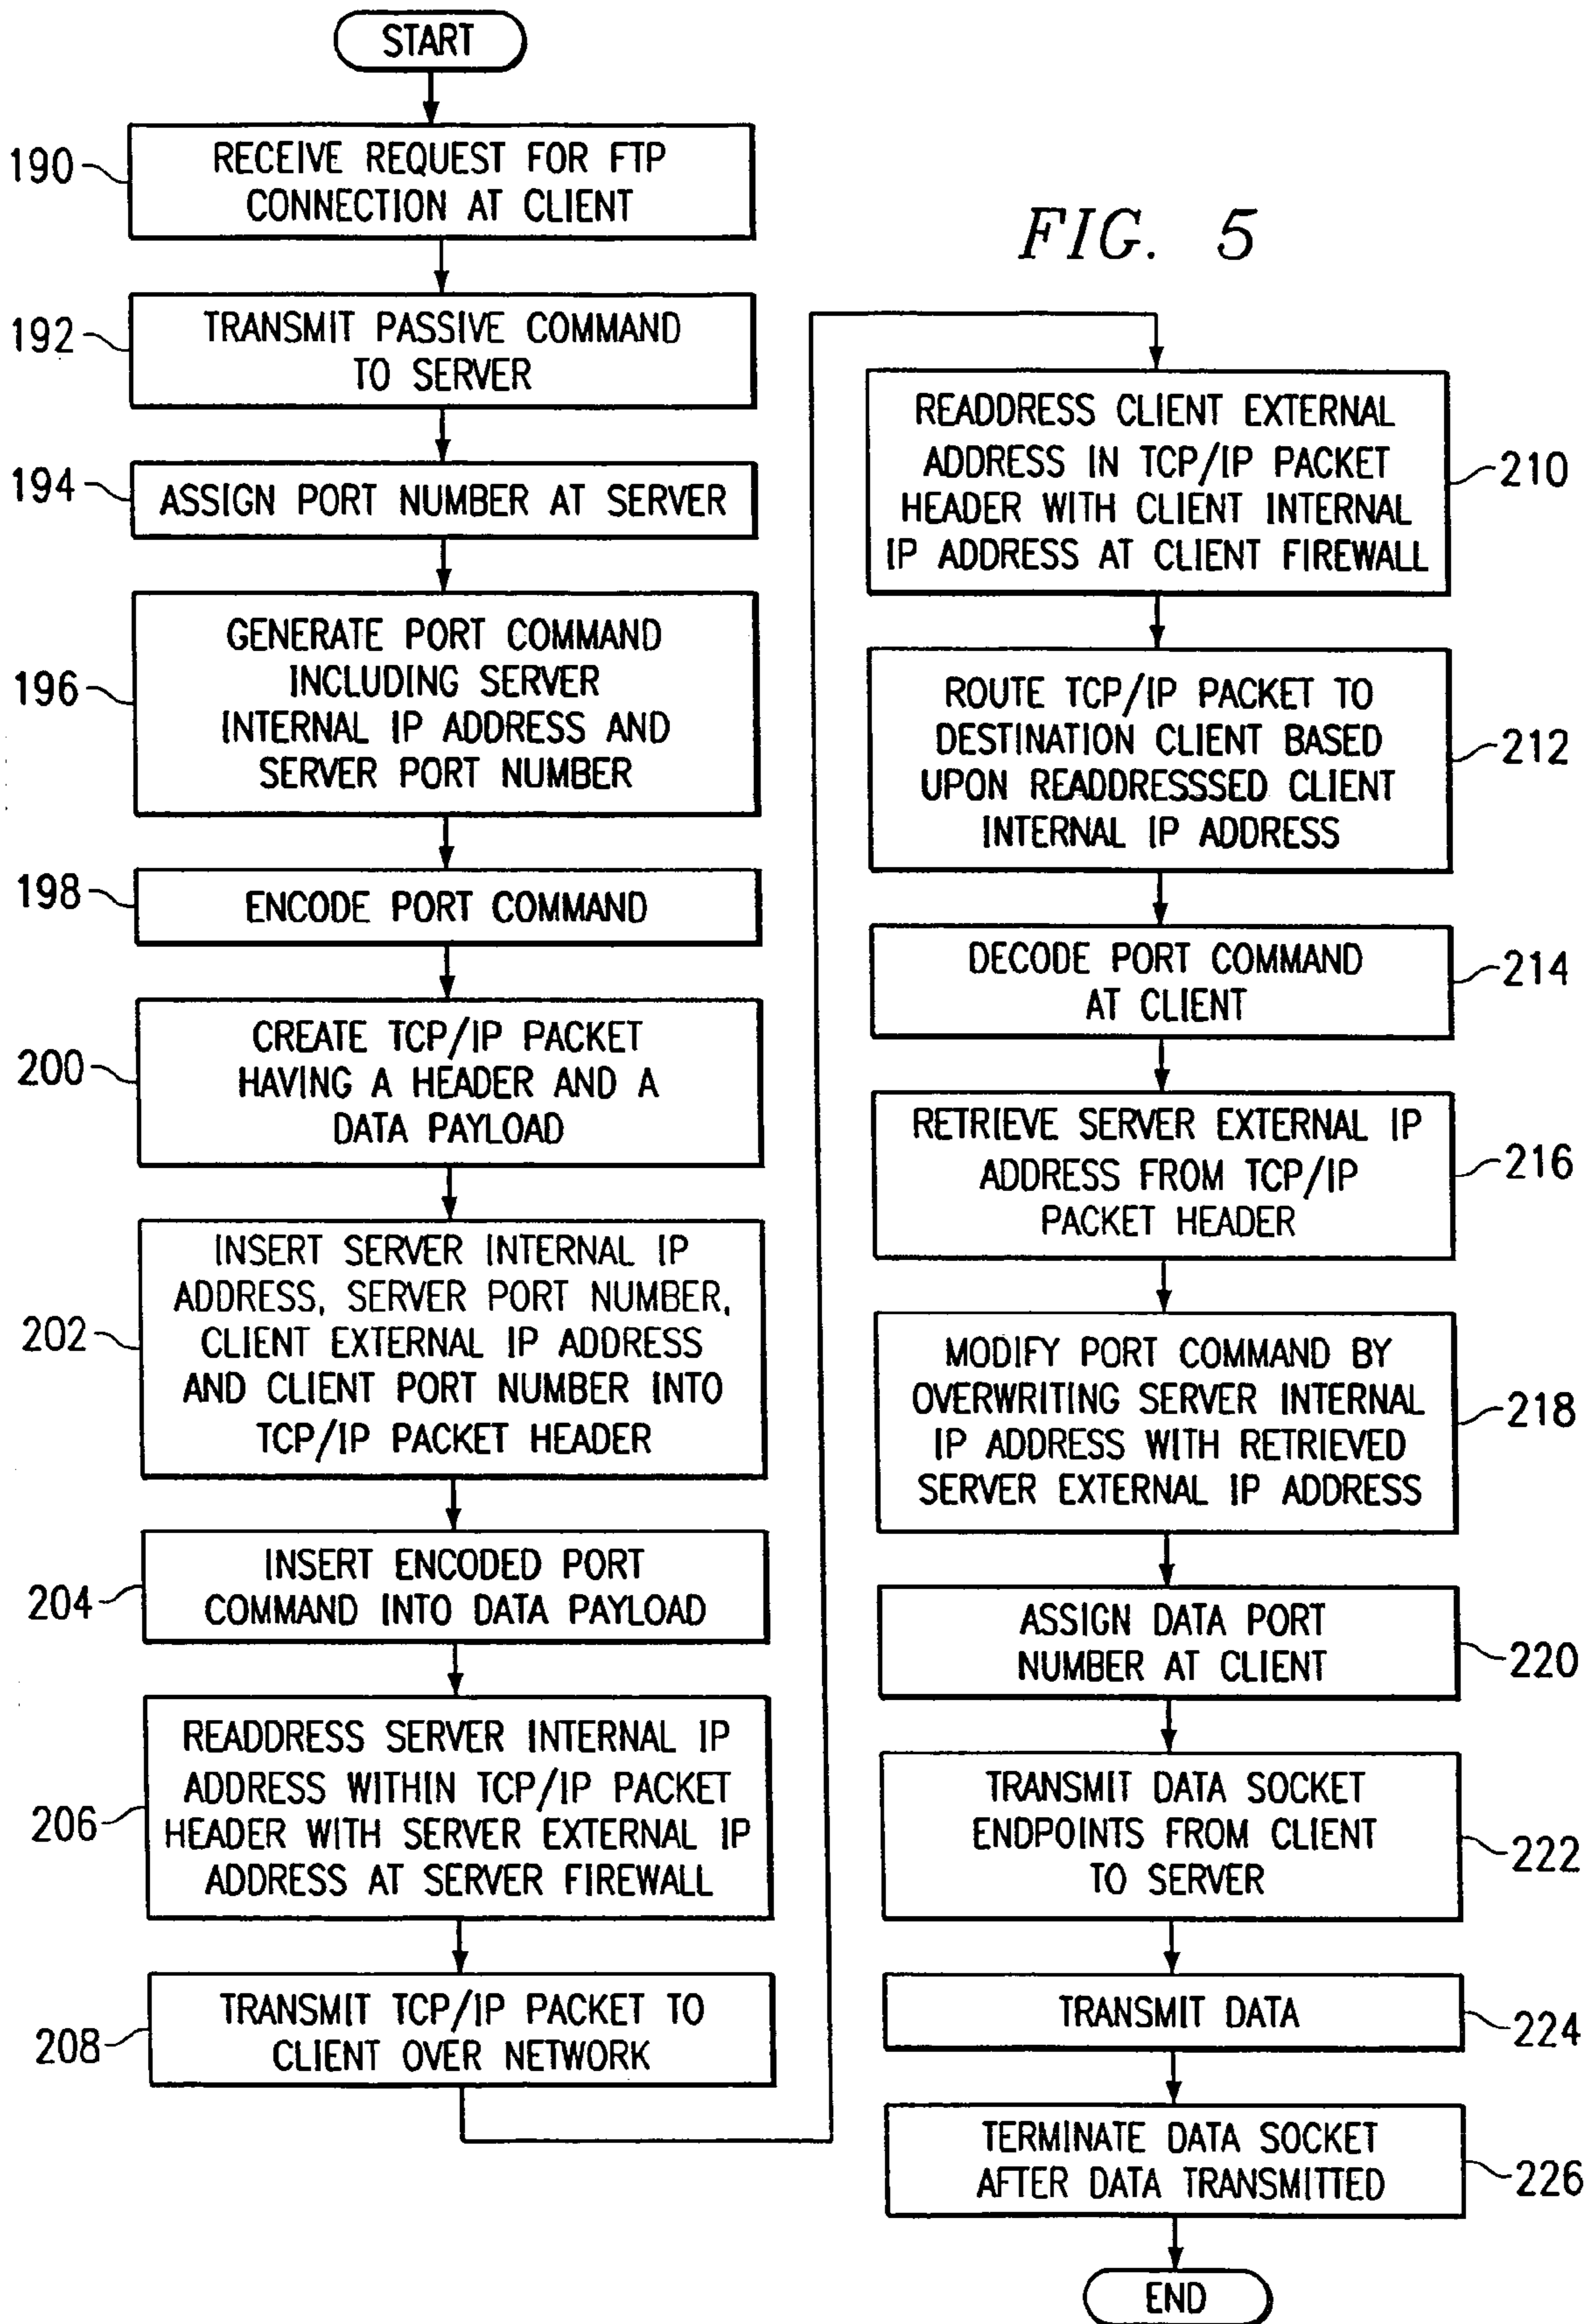 START
190
RECEIVE REQUEST FOR FTP
CONNECTION AT CLIENT
192
TRANSMIT PASSIVE COMMAND
TO SERVER
194
ASSIGN PORT NUMBER AT SERVER
196
GENERATE PORT COMMAND
INCLUDING SERVER
INTERNAL IP ADDRESS AND
SERVER PORT NUMBER
198
ENCODE PORT COMMAND
200
CREATE TCP/IP PACKET
HAVING A HEADER AND A
DATA PAYLOAD
202
INSERT SERVER INTERNAL IP
ADDRESS, SERVER PORT NUMBER,
CLIENT EXTERNAL IP ADDRESS
AND CLIENT PORT NUMBER INTO
TCP/IP PACKET HEADER
204
INSERT ENCODED PORT
COMMAND INTO DATA PAYLOAD
206
READDRESS SERVER INTERNAL IP
ADDRESS WITHIN TCP/IP PACKET
HEADER WITH SERVER EXTERNAL IP
ADDRESS AT SERVER FIREWALL
208
TRANSMIT TCP/IP PACKET TO
CLIENT OVER NETWORK
FIG. 5
READDRESS CLIENT EXTERNAL
ADDRESS IN TCP/IP PACKET
HEADER WITH CLIENT INTERNAL
IP ADDRESS AT CLIENT FIREWALL
210
ROUTE TCP/IP PACKET TO
DESTINATION CLIENT BASED
UPON READDRESSSED CLIENT
INTERNAL IP ADDRESS
212
DECODE PORT COMMAND
AT CLIENT
214
RETRIEVE SERVER EXTERNAL IP
ADDRESS FROM TCP/IP
PACKET HEADER
216
MODIFY PORT COMMAND BY
OVERWRITING SERVER INTERNAL
IP ADDRESS WITH RETRIEVED
SERVER EXTERNAL IP ADDRESS
218
ASSIGN DATA PORT
NUMBER AT CLIENT
220
TRANSMIT DATA SOCKET
ENDPOINTS FROM CLIENT
TO SERVER
222
TRANSMIT DATA
224
TERMINATE DATA SOCKET
AFTER DATA TRANSMITTED
226
END